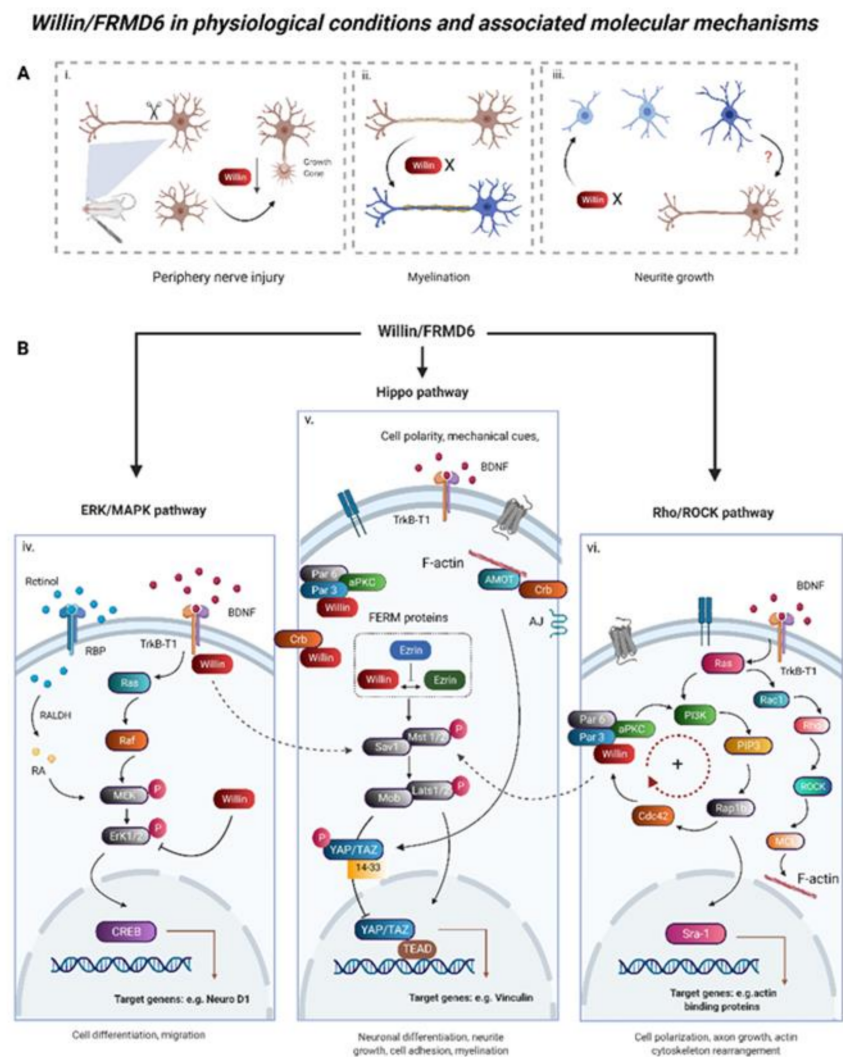 Willin/FRMD6 in physiological conditions and associated molecular mechanisms
A
i.
Willin
Growth
Cone
Periphery nerve injury
ii.
Willin X
Myelination
iii.
?
Willin X
Neurite growth
B
Willin/FRMD6
ERK/MAPK pathway
Hippo pathway
Rho/ROCK pathway
iv.
Retinol
BDNF
RBP
TrkB-T1
Willin
Ras
RALDH
Raf
RA
MEK
P
Willin
ErK1/2
P
CREB
Target genens: e.g. Neuro D1
Cell differentiation, migration
v.
Cell polarity, mechanical cues,
BDNF
TrkB-T1
F-actin
Par 6
aPKC
Par 3
Willin
AMOT
Crb
AJ
FERM proteins
Crb
Willin
Ezrin
Willin
Ezrin
Mst 1/2
P
Sav1
Lats1/2
P
Mob
P
YAP/TAZ
14-33
YAP/TAZ
TEAD
Target genes: e.g. Vinculin
Neuronal differentiation, neurite
growth, cell adhesion, myelination
vi.
BDNF
TrkB-T1
Ras
Rac1
Par 6
aPKC
PI3K
Rho
Par 3
Willin
PIP3
+
ROCK
Cdc42
Rap1b
F-actin
Sra-1
Target genes: e.g.actin
binding proteins
Cell polarization, axon growth, actin
cytoskeleton rearrangement